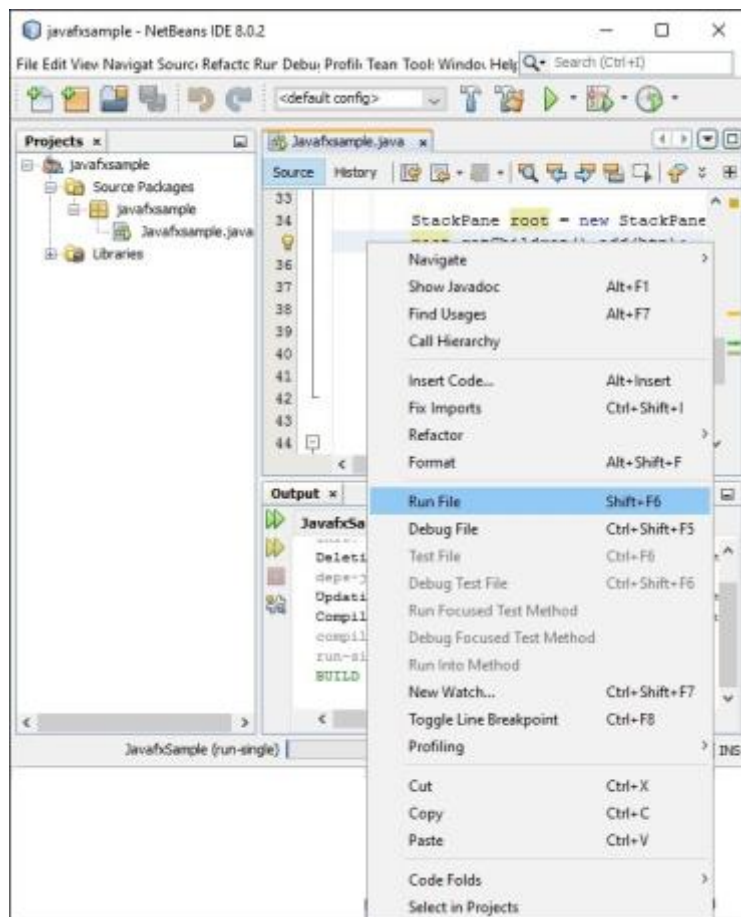 javafxsample - NetBeans IDE 8.0.2
File Edit View Navigat Sourc Refactc Rur Debu Profil Tean Tool: Windo Help Search (Ctrl+I)
<default config>
Projects
javafxsample
Source Packages
javafxsample
Javafxsample.java
Libraries
Javafxsample.java
Source History
33
34 StackPane root = new StackPane
36
37
38
39
40
41
42
43
44
Navigate
Show Javadoc Alt+F1
Find Usages Alt+F7
Call Hierarchy
Insert Code... Alt+Insert
Fix Imports Ctrl+Shift+I
Refactor
Format Alt+Shift+F
Run File Shift+F6
Debug File Ctrl+Shift+F5
Test File Ctrl+F6
Debug Test File Ctrl+Shift+F6
Run Focused Test Method
Debug Focused Test Method
Run Into Method
New Watch... Ctrl+Shift+F7
Toggle Line Breakpoint Ctrl+F8
Profiling
Cut Ctrl+X
Copy Ctrl+C
Paste Ctrl+V
Code Folds
Select in Projects
Output
JavafxSa
Deleti
deps-j
Updati
Compil
compil
run-si
BUILD
JavafxSample (run-single)
INS